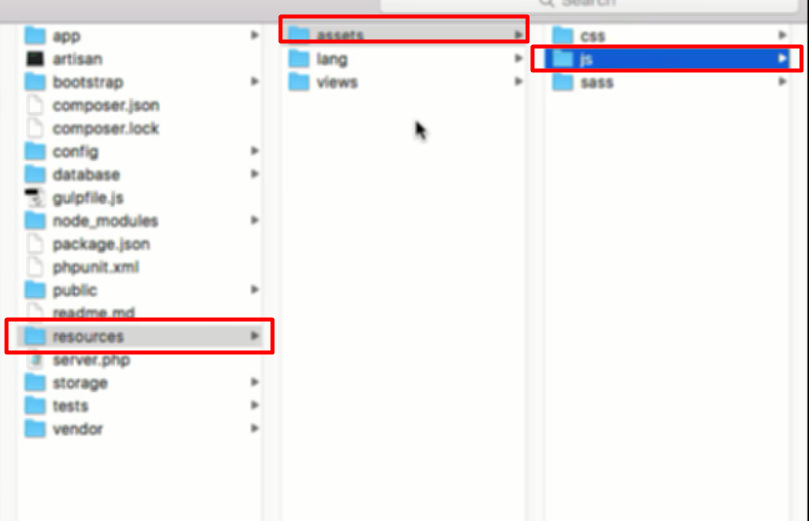 Search
app
artisan
bootstrap
composer.json
composer.lock
config
database
gulpfile.js
node_modules
package.json
phpunit.xml
public
readme.md
resources
server.php
storage
tests
vendor
assets
lang
views
css
js
sass